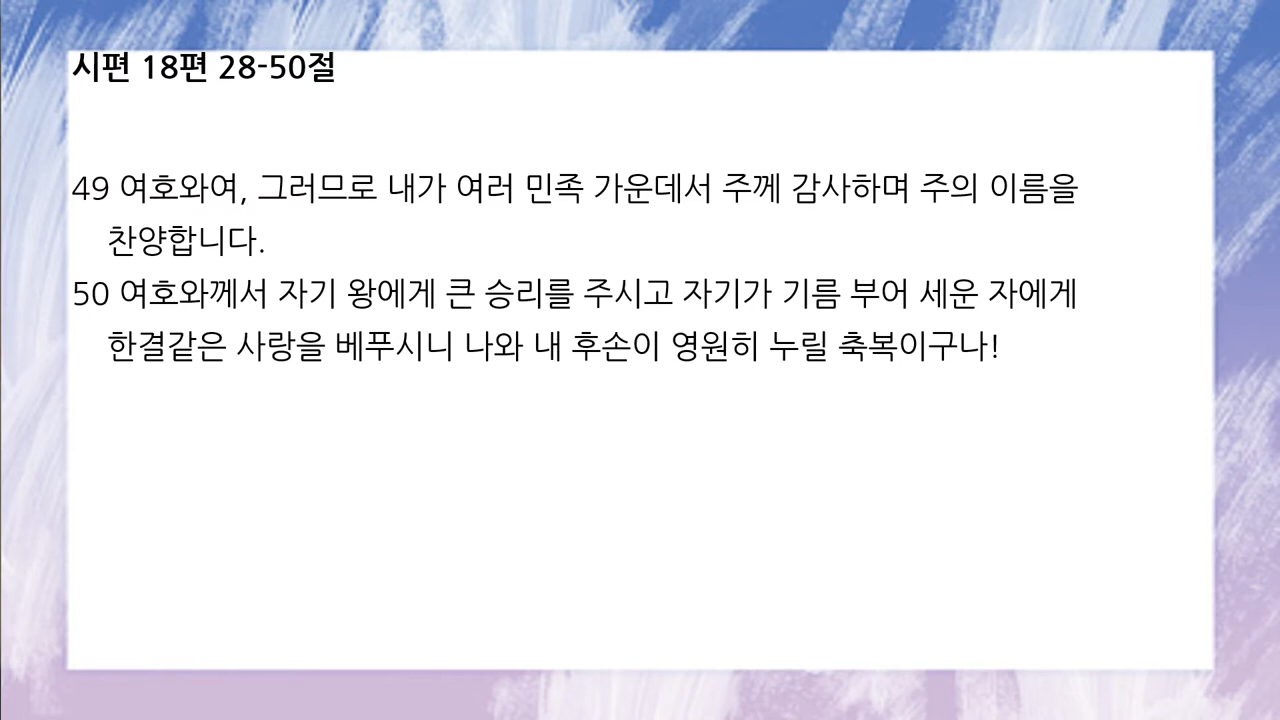 시편 18편 28-50절
49 여호와여, 그러므로 내가 여러 민족 가운데서 주께 감사하며 주의 이름을
찬양합니다.
50 여호와께서 자기 왕에게 큰 승리를 주시고 자기가 기름 부어 세운 자에게
한결같은 사랑을 베푸시니 나와 내 후손이 영원히 누릴 축복이구나!